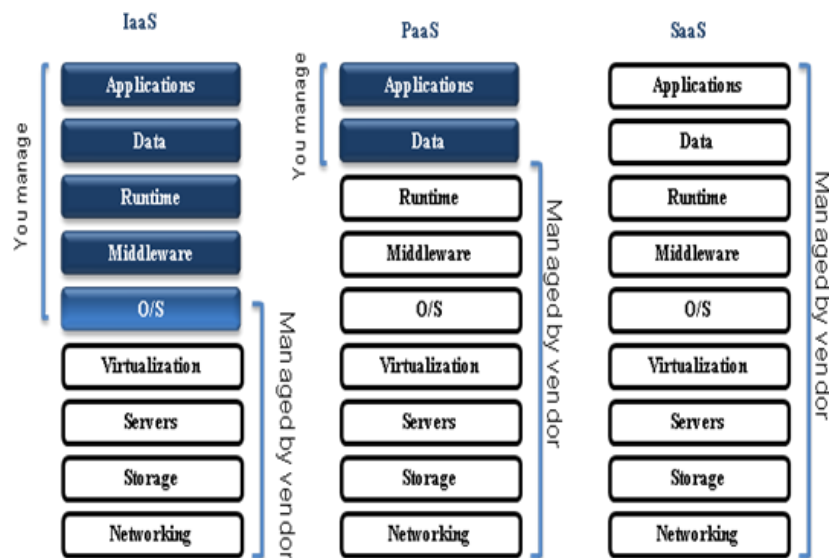 IaaS
You manage
Applications
Data
Runtime
Middleware
O/S
Virtualization
Servers
Storage
Networking
Managed by vendor
PaaS
You manage
Applications
Data
Runtime
Middleware
O/S
Virtualization
Servers
Storage
Networking
Managed by vendor
SaaS
Applications
Data
Runtime
Middleware
O/S
Virtualization
Servers
Storage
Networking
Managed by vendor